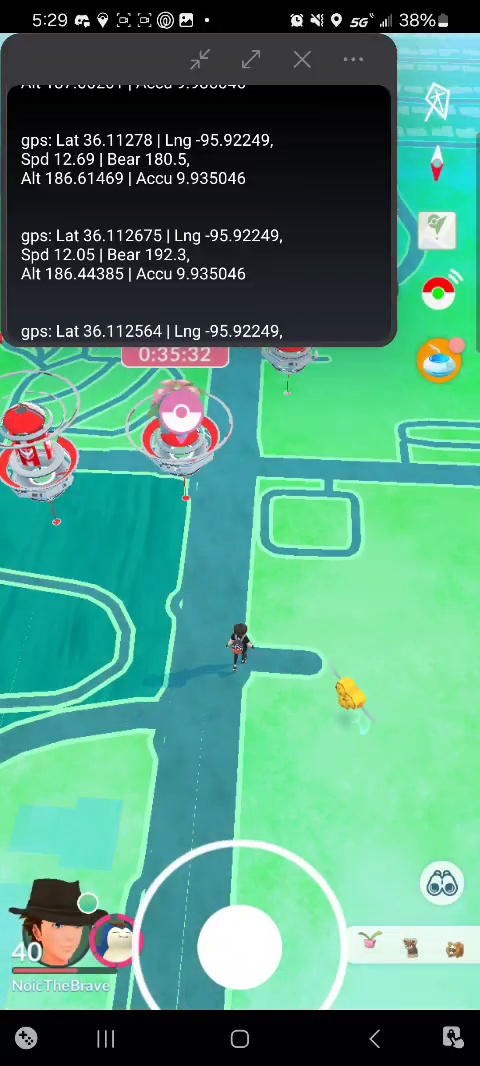 5:29
5G
38%
gps: Lat 36.11278 | Lng -95.92249,
Spd 12.69 | Bear 180.5,
Alt 186.61469 | Accu 9.935046
gps: Lat 36.112675 | Lng -95.92249,
Spd 12.05 | Bear 192.3,
Alt 186.44385 | Accu 9.935046
gps: Lat 36.112564 | Lng -95.92249,
0:35:32
40
NoicTheBrave